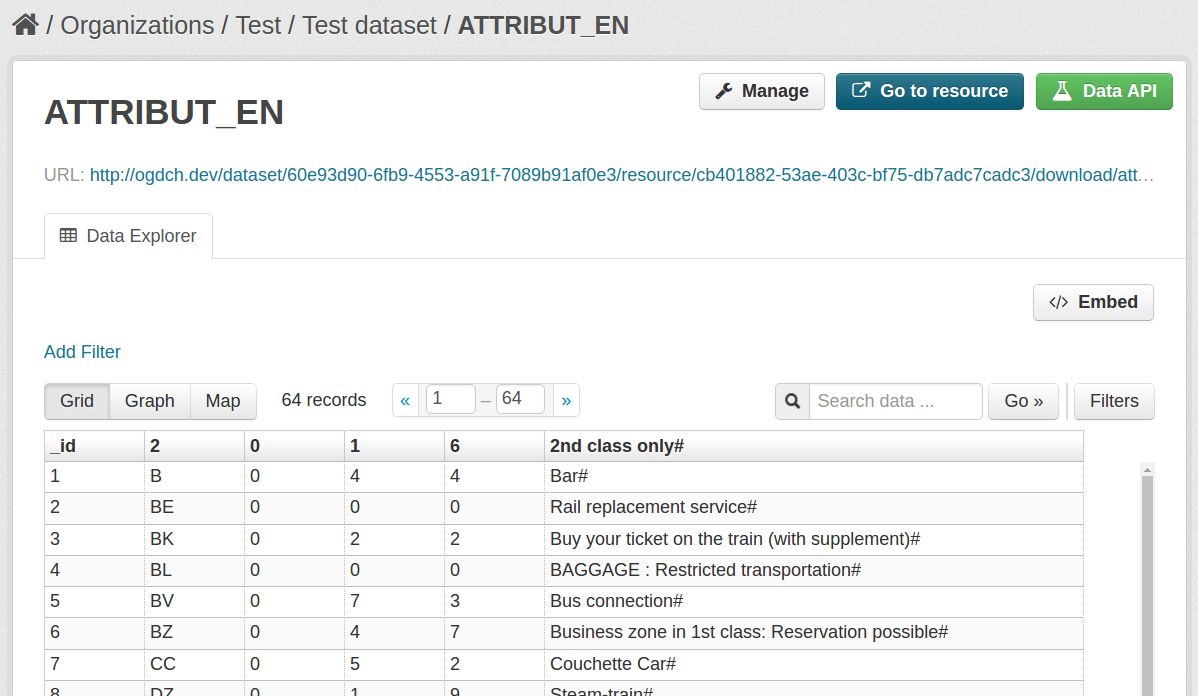 / Organizations / Test / Test dataset / ATTRIBUT_EN
ATTRIBUT_EN
Manage
Go to resource
Data API
URL: http://ogdch.dev/dataset/60e93d90-6fb9-4553-a91f-7089b91af0e3/resource/cb401882-53ae-403c-bf75-db7adc7cadc3/download/att…
Data Explorer
</> Embed
Add Filter
Grid Graph Map 64 records « 1 – 64 » Search data ... Go » Filters
_id 2 0 1 6 2nd class only#
1 B 0 4 4 Bar#
2 BE 0 0 0 Rail replacement service#
3 BK 0 2 2 Buy your ticket on the train (with supplement)#
4 BL 0 0 0 BAGGAGE : Restricted transportation#
5 BV 0 7 3 Bus connection#
6 BZ 0 4 7 Business zone in 1st class: Reservation possible#
7 CC 0 5 2 Couchette Car#
8 DZ 0 1 9 Steam-train#